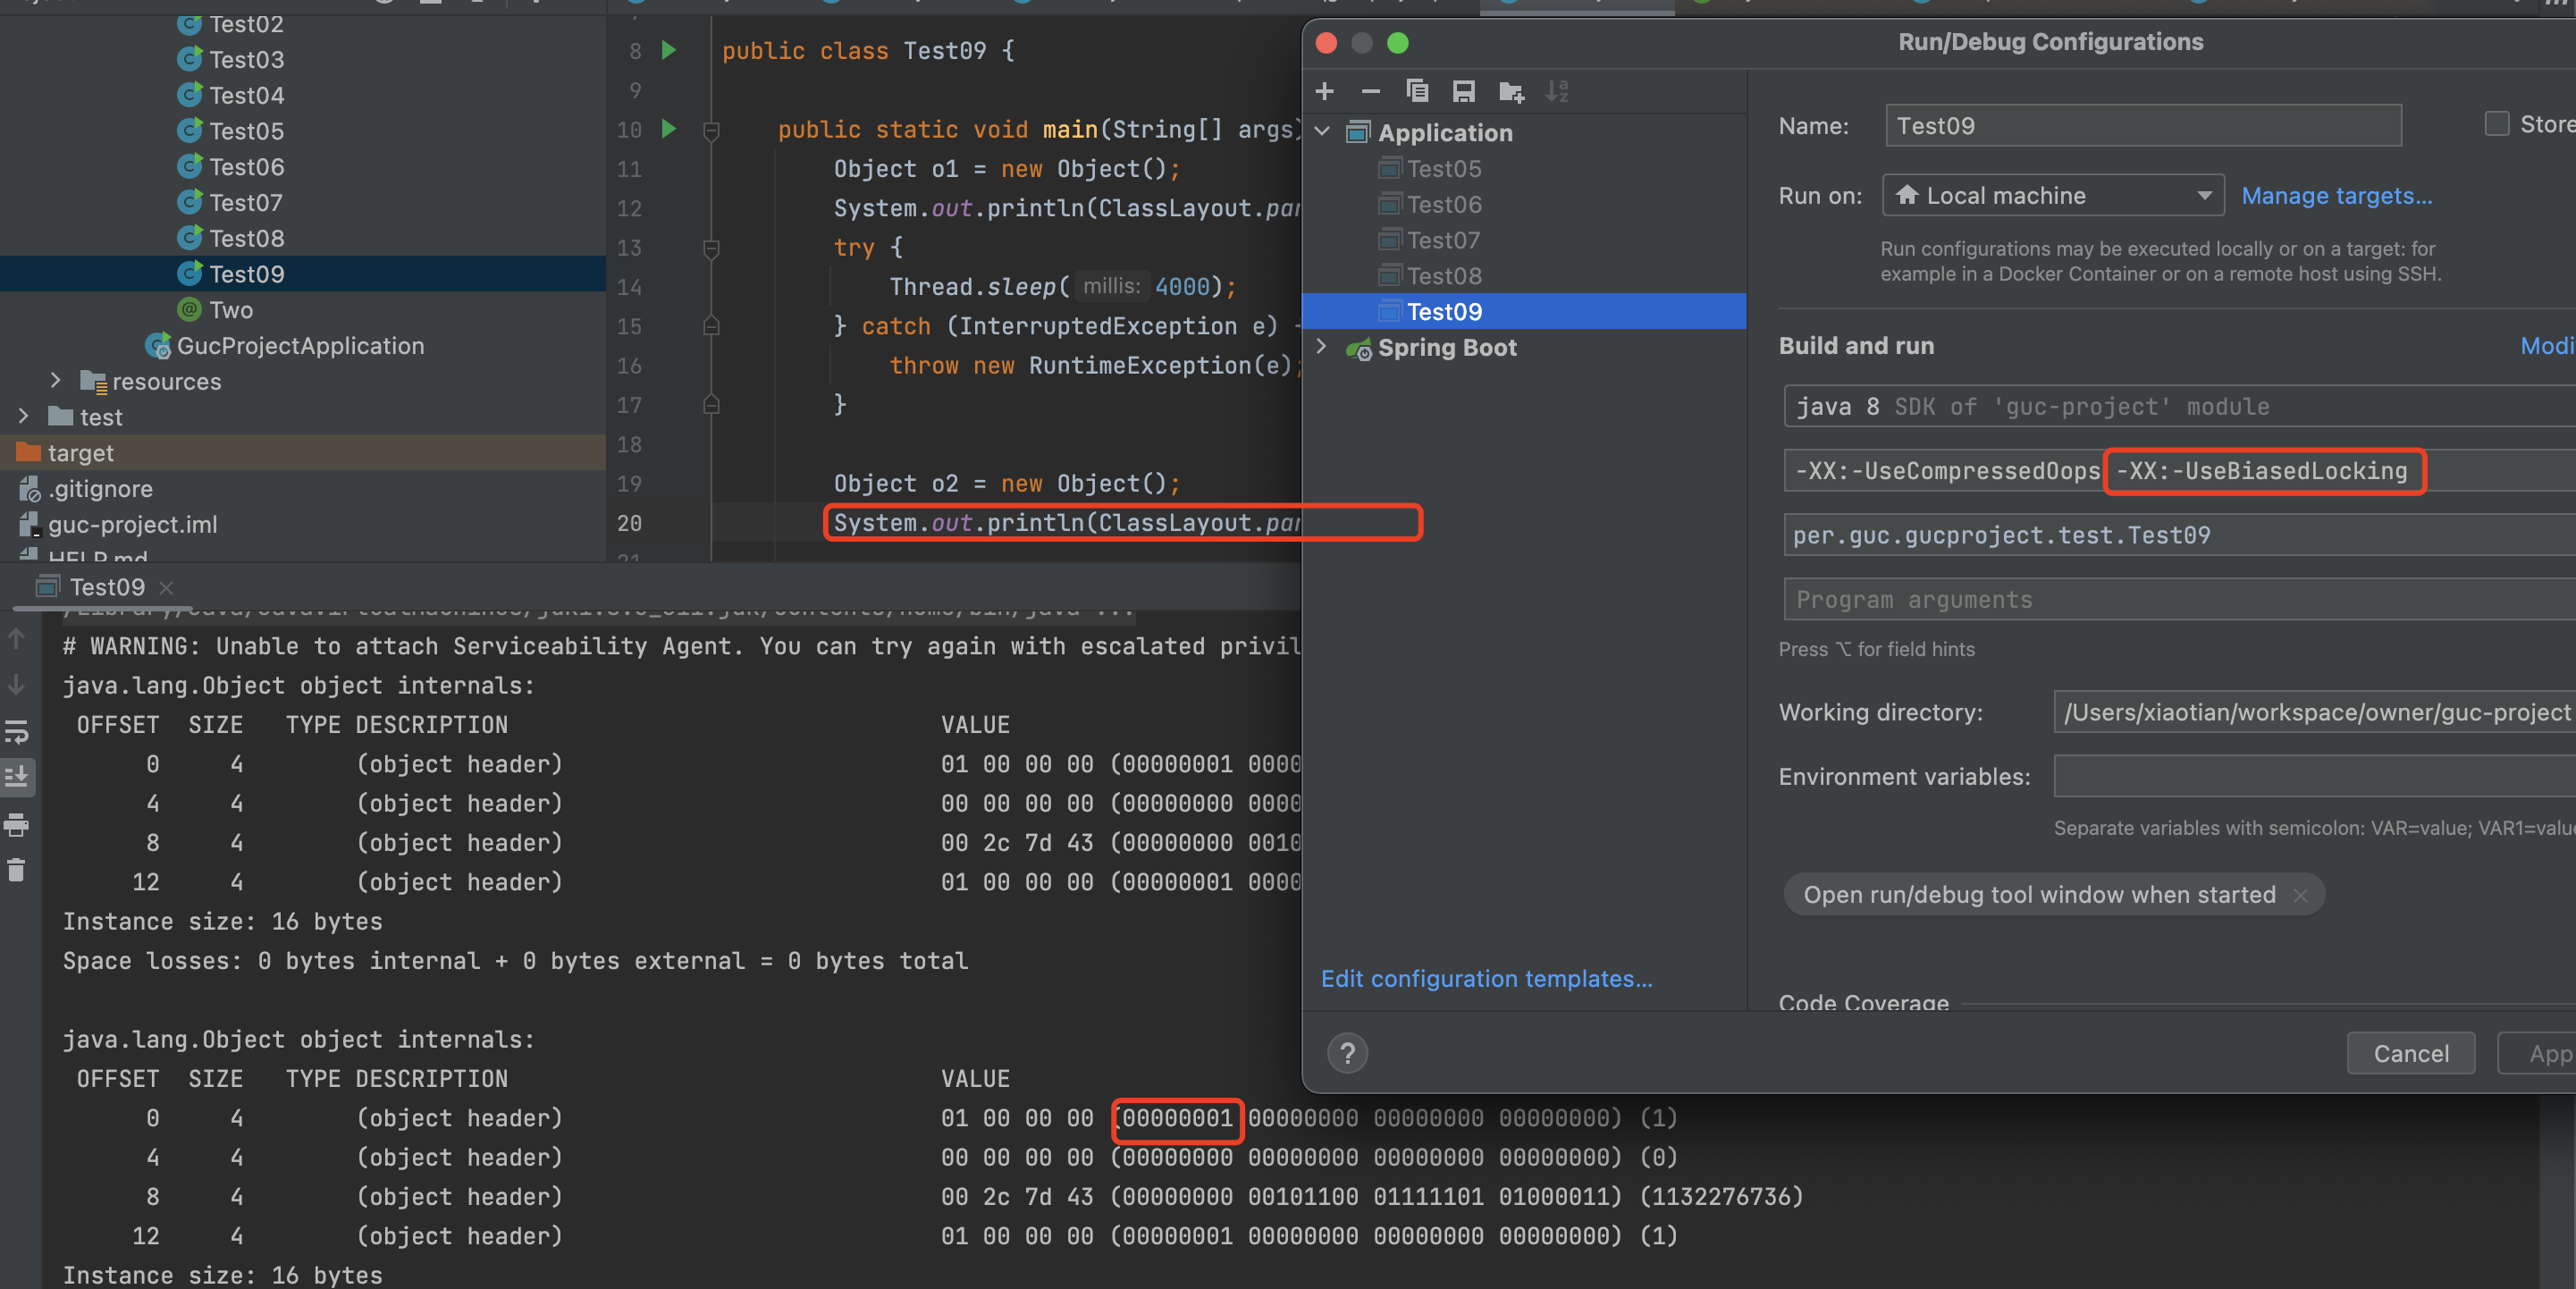 Test02
Test03
Test04
Test05
Test06
Test07
Test08
Test09
Two
GucProjectApplication
resources
test
target
.gitignore
guc-project.iml
HELP.md
8 public class Test09 {
9
10 public static void main(String[] args)
11 Object o1 = new Object();
12 System.out.println(ClassLayout.par
13 try {
14 Thread.sleep( millis: 4000);
15 } catch (InterruptedException e)
16 throw new RuntimeException(e);
17 }
18
19 Object o2 = new Object();
20 System.out.println(ClassLayout.par
21
Run/Debug Configurations
Application
Test05
Test06
Test07
Test08
Test09
Spring Boot
Edit configuration templates...
Name: Test09 Store
Run on: Local machine Manage targets...
Run configurations may be executed locally or on a target: for
example in a Docker Container or on a remote host using SSH.
Build and run Modi
java 8 SDK of 'guc-project' module
-XX:-UseCompressedOops -XX:-UseBiasedLocking
per.guc.gucproject.test.Test09
Program arguments
Press ⌥ for field hints
Working directory: /Users/xiaotian/workspace/owner/guc-project
Environment variables:
Separate variables with semicolon: VAR=value; VAR1=value
Open run/debug tool window when started
Code Coverage
? Cancel App
Test09
# WARNING: Unable to attach Serviceability Agent. You can try again with escalated privil
java.lang.Object object internals:
OFFSET SIZE TYPE DESCRIPTION VALUE
0 4 (object header) 01 00 00 00 (00000001 0000
4 4 (object header) 00 00 00 00 (00000000 0000
8 4 (object header) 00 2c 7d 43 (00000000 0010
12 4 (object header) 01 00 00 00 (00000001 0000
Instance size: 16 bytes
Space losses: 0 bytes internal + 0 bytes external = 0 bytes total
java.lang.Object object internals:
OFFSET SIZE TYPE DESCRIPTION VALUE
0 4 (object header) 01 00 00 00 (00000001 00000000 00000000 00000000) (1)
4 4 (object header) 00 00 00 00 (00000000 00000000 00000000 00000000) (0)
8 4 (object header) 00 2c 7d 43 (00000000 00101100 01111101 01000011) (1132276736)
12 4 (object header) 01 00 00 00 (00000001 00000000 00000000 00000000) (1)
Instance size: 16 bytes